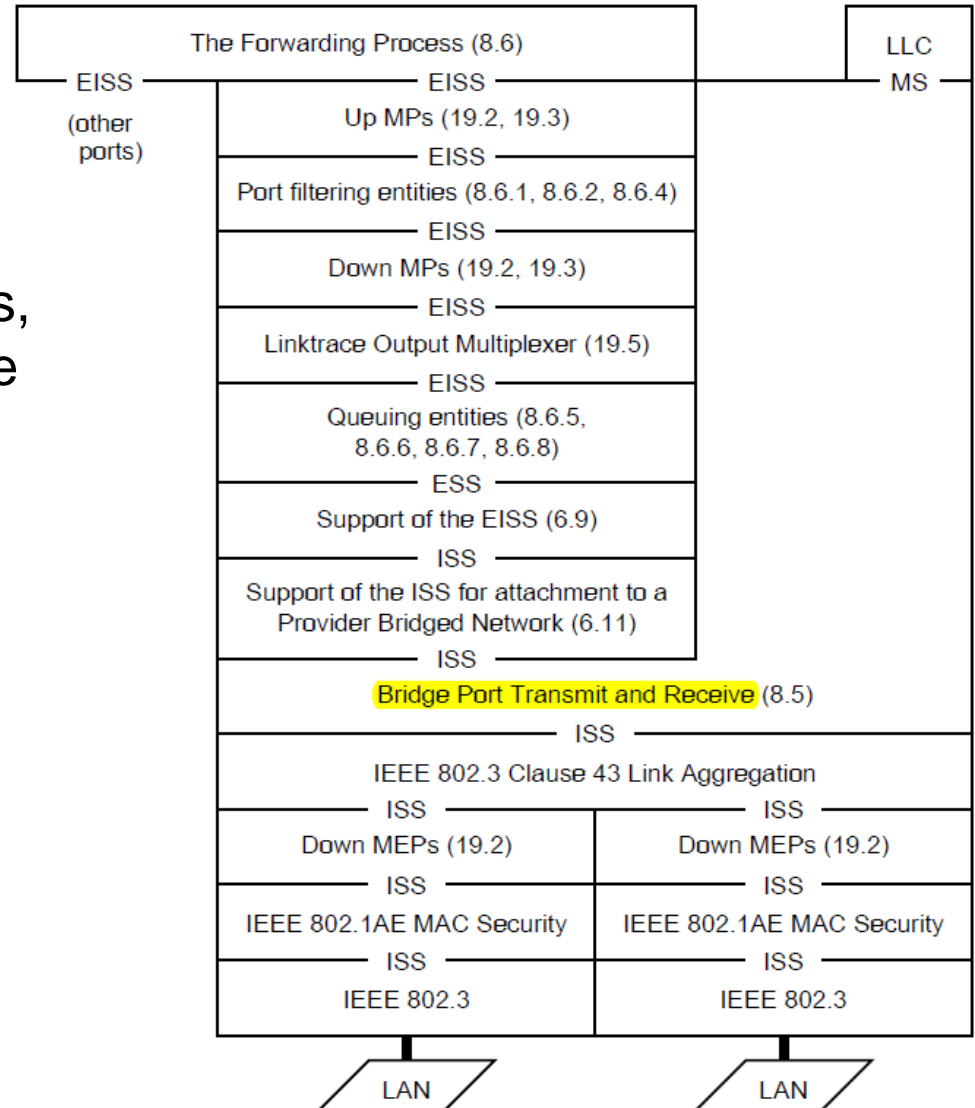 The Forwarding Process (8.6)
LLC
EISS
EISS
MS
(other
ports)
Up MPs (19.2, 19.3)
EISS
Port filtering entities (8.6.1, 8.6.2, 8.6.4)
EISS
Down MPs (19.2, 19.3)
s,
EISS
Linktrace Output Multiplexer (19.5)
e
EISS
Queuing entities (8.6.5,
8.6.6, 8.6.7, 8.6.8)
ESS
Support of the EISS (6.9)
ISS
Support of the ISS for attachment to a
Provider Bridged Network (6.11)
ISS
Bridge Port Transmit and Receive (8.5)
ISS
IEEE 802.3 Clause 43 Link Aggregation
ISS
ISS
Down MEPs (19.2)
Down MEPs (19.2)
ISS
ISS
IEEE 802.1AE MAC Security
IEEE 802.1AE MAC Security
ISS
ISS
IEEE 802.3
IEEE 802.3
LAN
LAN